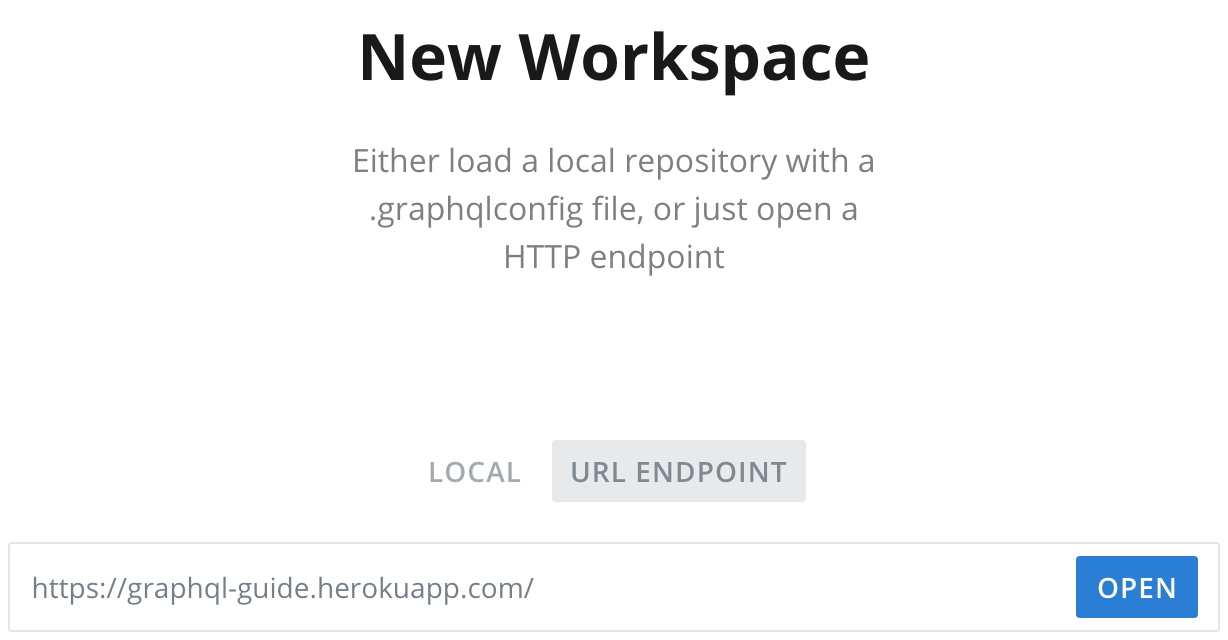 New Workspace
Either load a local repository with a
.graphqlconfig file, or just open a
HTTP endpoint
LOCAL URL ENDPOINT
https://graphql-guide.herokuapp.com/ OPEN